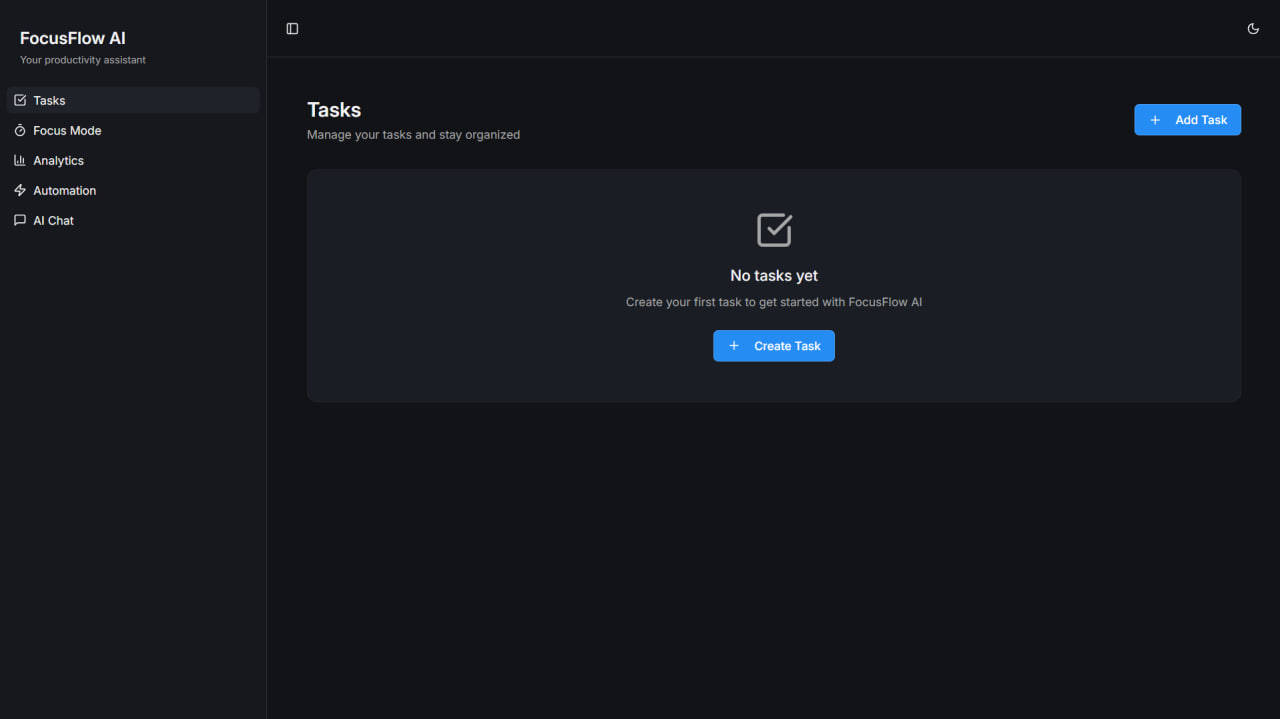 FocusFlow AI
Your productivity assistant
Tasks
Focus Mode
Analytics
Automation
AI Chat
Tasks
Manage your tasks and stay organized
Add Task
No tasks yet
Create your first task to get started with FocusFlow AI
Create Task